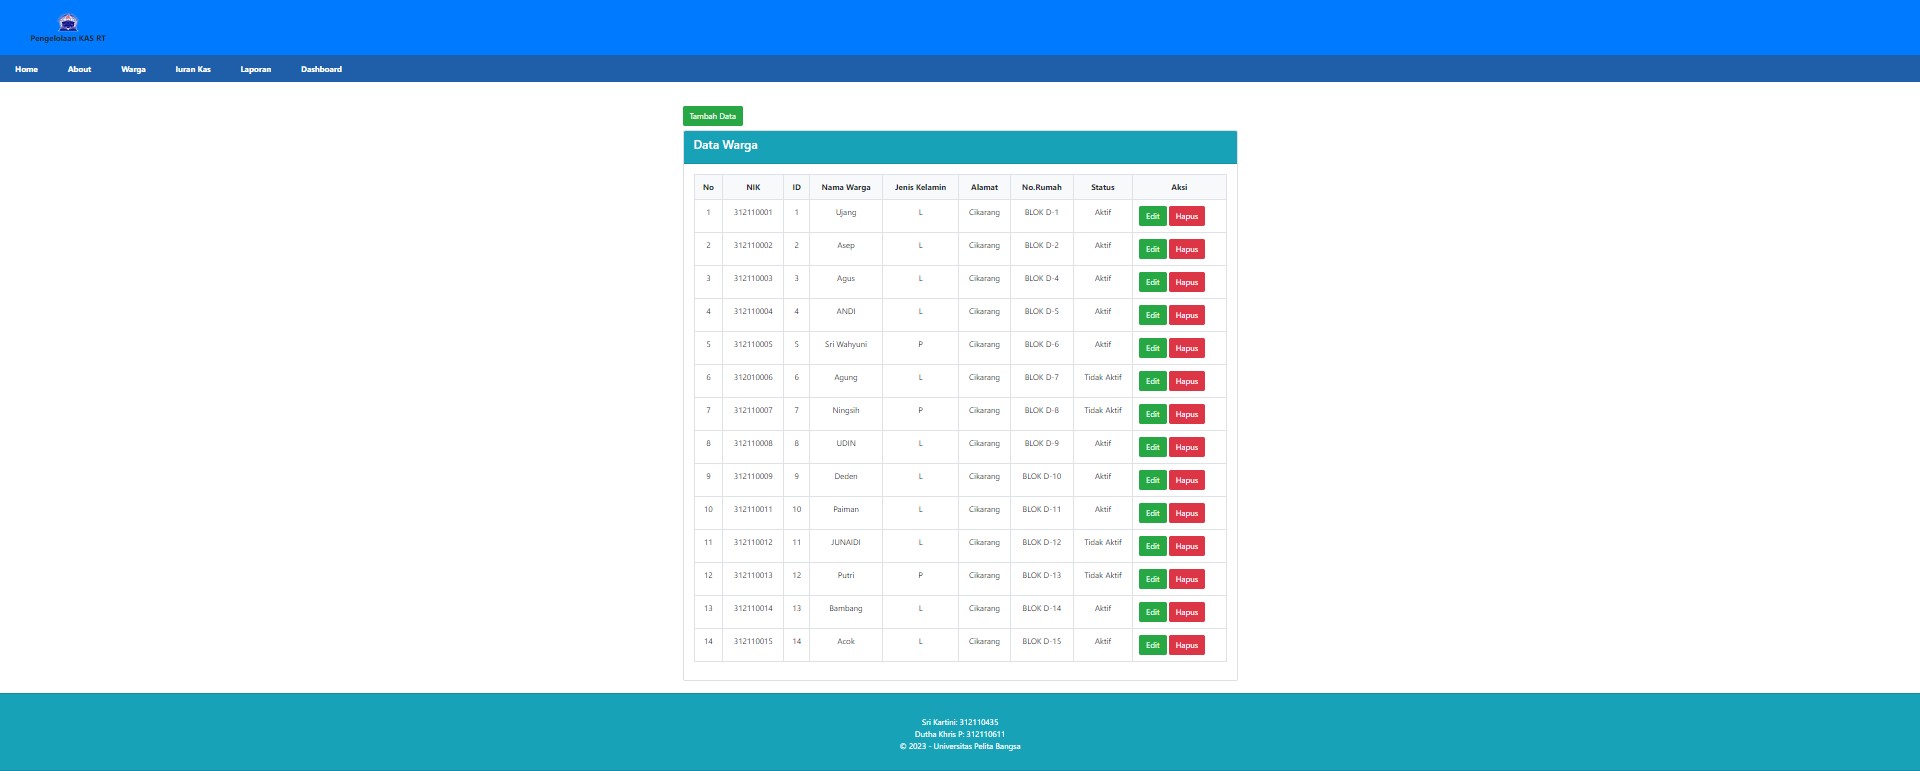 Pengelolaan KAS RT
Home About Warga Iuran Kas Laporan Dashboard
Tambah Data
Data Warga
No NIK ID Nama Warga Jenis Kelamin Alamat No.Rumah Status Aksi
1 312110001 1 Ujang L Cikarang BLOK D-1 Aktif Edit Hapus
2 312110002 2 Asep L Cikarang BLOK D-2 Aktif Edit Hapus
3 312110003 3 Agus L Cikarang BLOK D-4 Aktif Edit Hapus
4 312110004 4 ANDI L Cikarang BLOK D-5 Aktif Edit Hapus
5 312110005 5 Sri Wahyuni P Cikarang BLOK D-6 Aktif Edit Hapus
6 312010006 6 Agung L Cikarang BLOK D-7 Tidak Aktif Edit Hapus
7 312110007 7 Ningsih P Cikarang BLOK D-8 Tidak Aktif Edit Hapus
8 312110008 8 UDIN L Cikarang BLOK D-9 Aktif Edit Hapus
9 312110009 9 Deden L Cikarang BLOK D-10 Aktif Edit Hapus
10 312110011 10 Paiman L Cikarang BLOK D-11 Aktif Edit Hapus
11 312110012 11 JUNAIDI L Cikarang BLOK D-12 Tidak Aktif Edit Hapus
12 312110013 12 Putri P Cikarang BLOK D-13 Tidak Aktif Edit Hapus
13 312110014 13 Bambang L Cikarang BLOK D-14 Aktif Edit Hapus
14 312110015 14 Acok L Cikarang BLOK D-15 Aktif Edit Hapus
Sri Kartini: 312110435
Dutha Khris P: 312110611
© 2023 - Universitas Pelita Bangsa